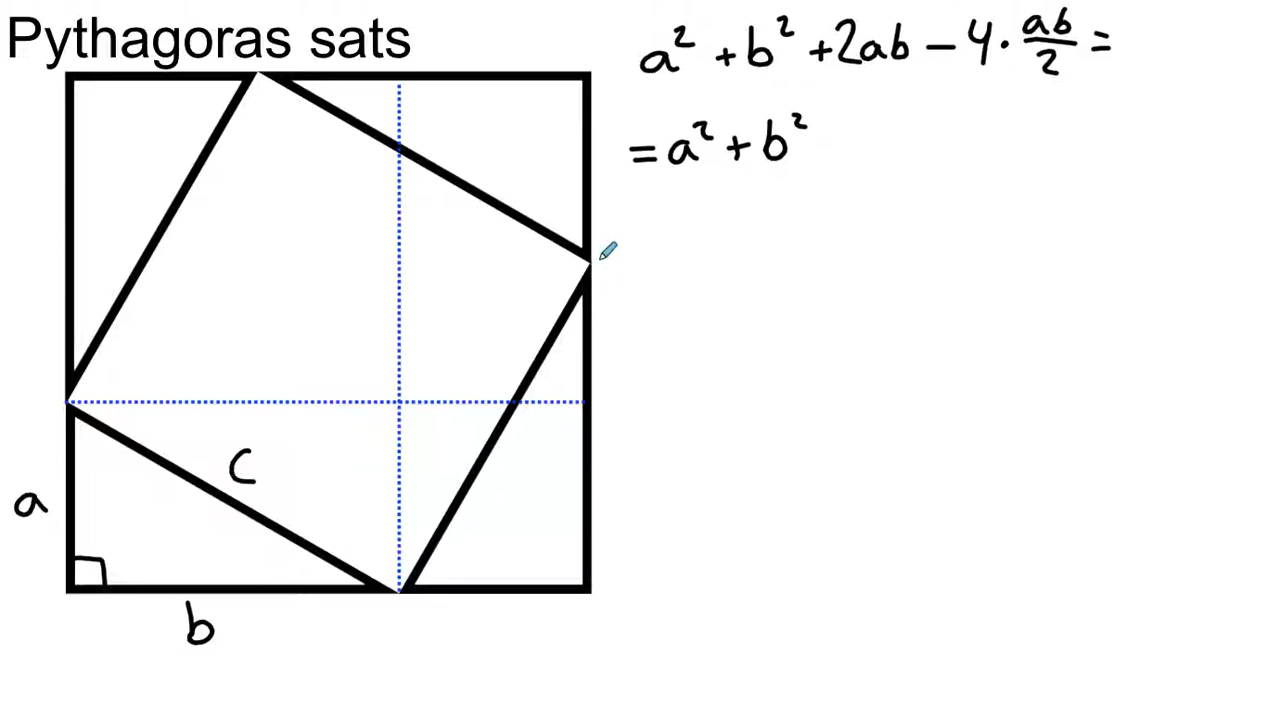 Pythagoras sats
a² + b² + 2ab − 4 · ab/2 =
= a² + b²
c
a
b